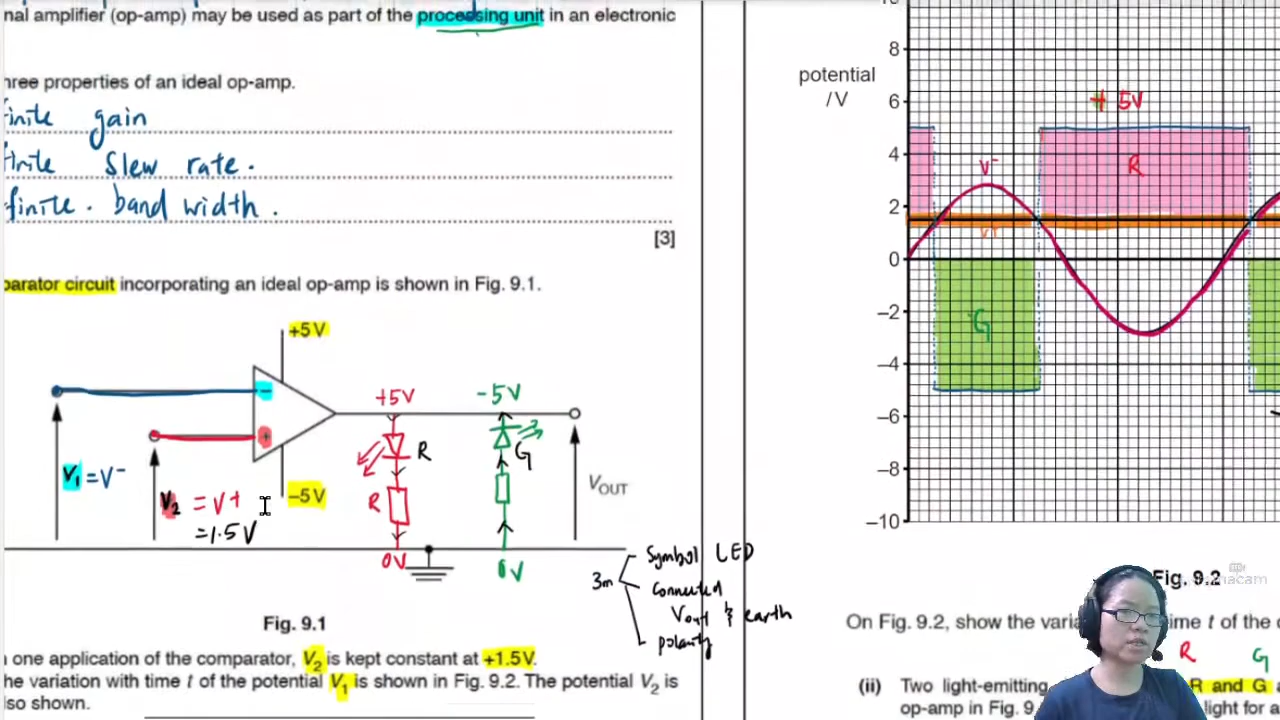 nal amplifier (op-amp) may be used as part of the processing unit in an electronic
hree properties of an ideal op-amp.
finite gain
finite Slew rate.
finite. band width.
[3]
parator circuit incorporating an ideal op-amp is shown in Fig. 9.1.
+5V
−
+
−5V
V1 = V−
V2 = V+
=1.5V
+5V
R
R
0V
-5V
G
0V
VOUT
3m
Symbol LED
Connected
Vout & earth
polarity
Fig. 9.1
one application of the comparator, V2 is kept constant at +1.5V.
he variation with time t of the potential V1 is shown in Fig. 9.2. The potential V2 is
lso shown.
potential
/V
10
8
6
4
2
0
−2
−4
−6
−8
−10
+ 5V
V−
R
V+
G
Fig. 9.2
On Fig. 9.2, show the varia
ime t of the
R G
(ii) Two light-emitting
R and G
op-amp in Fig. 9
light for a